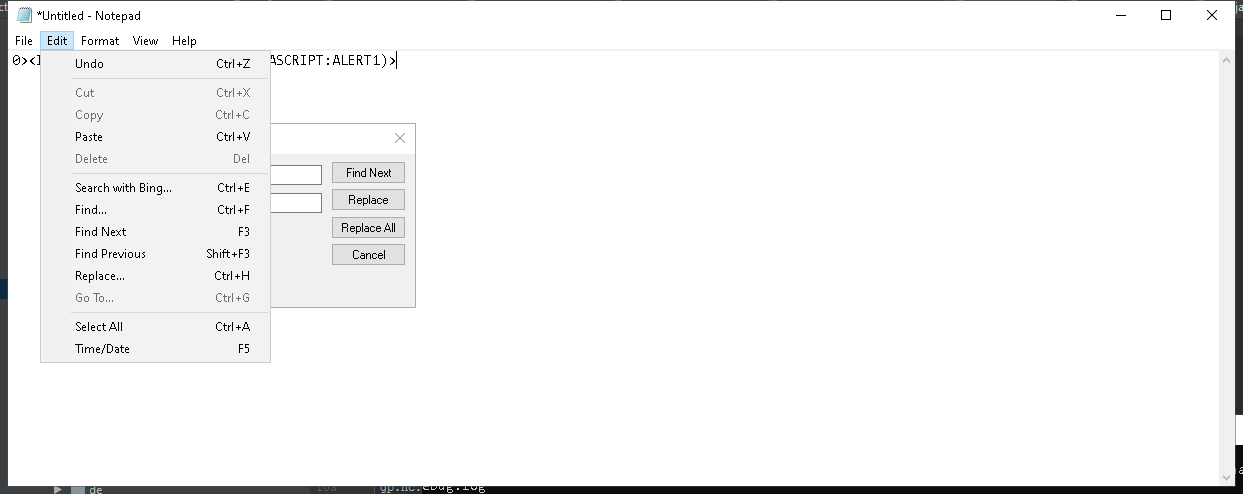 *Untitled - Notepad
File Edit Format View Help
0><I ASCRIPT:ALERT1)>
Undo Ctrl+Z
Cut Ctrl+X
Copy Ctrl+C
Paste Ctrl+V
Delete Del
Search with Bing... Ctrl+E
Find... Ctrl+F
Find Next F3
Find Previous Shift+F3
Replace... Ctrl+H
Go To... Ctrl+G
Select All Ctrl+A
Time/Date F5
Find Next
Replace
Replace All
Cancel
de